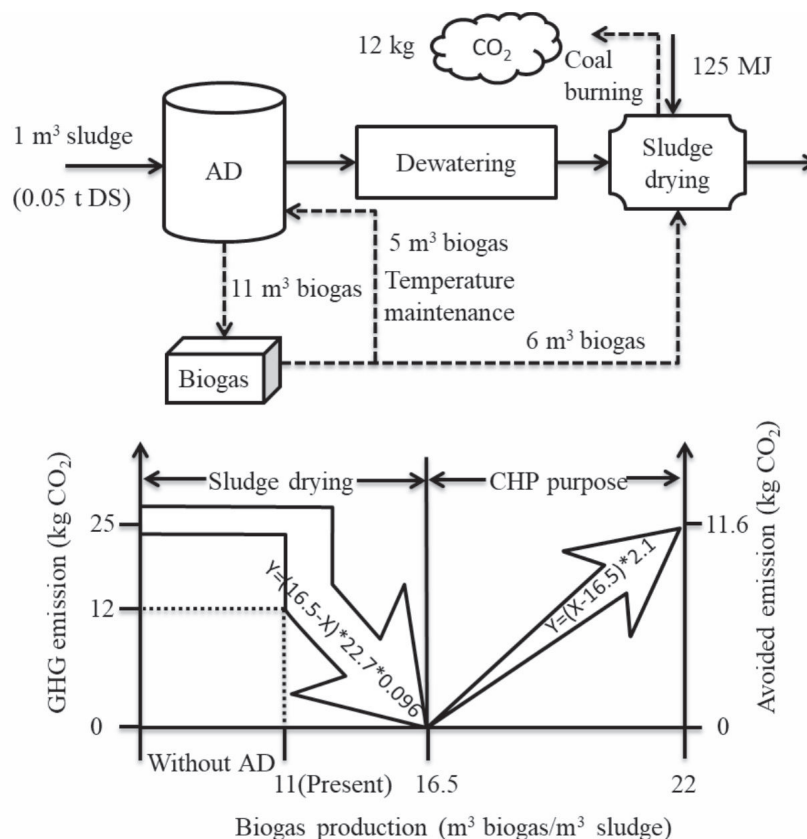 12 kg
CO₂
Coal
burning
125 MJ
1 m³ sludge
(0.05 t DS)
AD
Dewatering
Sludge
drying
5 m³ biogas
Temperature
maintenance
11 m³ biogas
6 m³ biogas
Biogas
Sludge drying
CHP purpose
GHG emission (kg CO₂)
25
12
0
Y=(16.5-X)*22.7*0.096
Y=(X-16.5)*2.1
11.6
0
Avoided emission (kg CO₂)
Without AD
11(Present)
16.5
22
Biogas production (m³ biogas/m³ sludge)